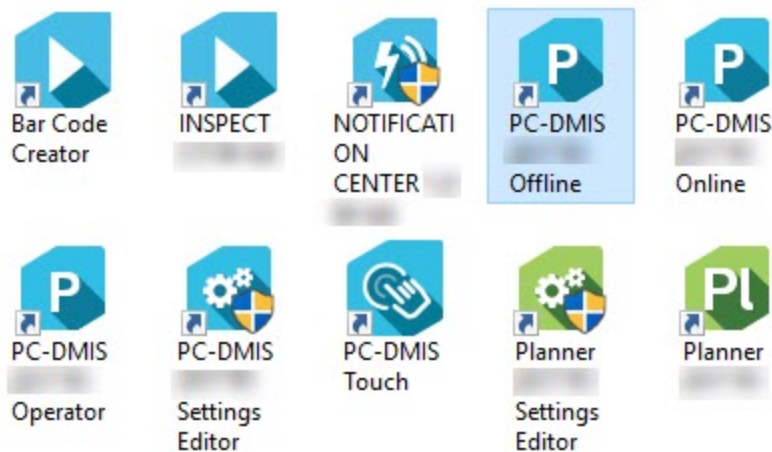 P
P
Bar Code
Creator
INSPECT
NOTIFICATI
ON
CENTER
PC-DMIS
Offline
PC-DMIS
Online
P
Pl
PC-DMIS
Operator
PC-DMIS
Settings
Editor
PC-DMIS
Touch
Planner
Settings
Editor
Planner